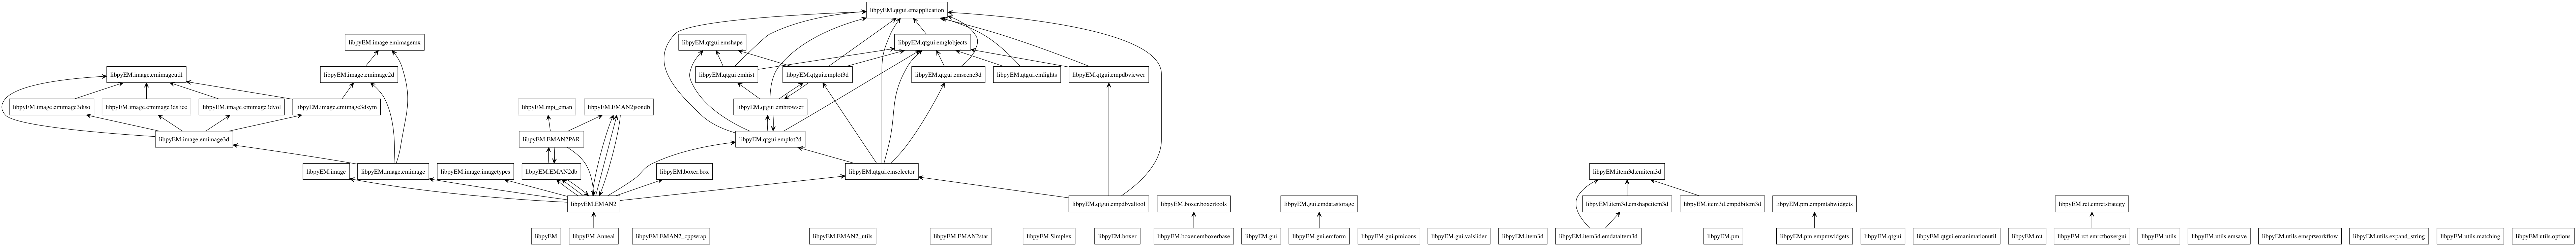 libpyEM.qtgui.emapplication
libpyEM.image.emimagemx
libpyEM.qtgui.emshape
libpyEM.qtgui.emglobjects
libpyEM.image.emimageutil
libpyEM.image.emimage2d
libpyEM.qtgui.emhist
libpyEM.qtgui.emplot3d
libpyEM.qtgui.emscene3d
libpyEM.qtgui.emlights
libpyEM.qtgui.empdbviewer
libpyEM.image.emimage3diso
libpyEM.image.emimage3dslice
libpyEM.image.emimage3dvol
libpyEM.image.emimage3dsym
libpyEM.mpi_eman
libpyEM.EMAN2jsondb
libpyEM.qtgui.embrowser
libpyEM.image.emimage3d
libpyEM.EMAN2PAR
libpyEM.qtgui.emplot2d
libpyEM.image
libpyEM.image.emimage
libpyEM.image.imagetypes
libpyEM.EMAN2db
libpyEM.boxer.box
libpyEM.qtgui.emselector
libpyEM.item3d.emitem3d
libpyEM.EMAN2
libpyEM.qtgui.empdbvaltool
libpyEM.boxer.boxertools
libpyEM.gui.emdatastorage
libpyEM.item3d.emshapeitem3d
libpyEM.item3d.empdbitem3d
libpyEM.pm.empmtabwidgets
libpyEM.rct.emrctstrategy
libpyEM
libpyEM.Anneal
libpyEM.EMAN2_cppwrap
libpyEM.EMAN2_utils
libpyEM.EMAN2star
libpyEM.Simplex
libpyEM.boxer
libpyEM.boxer.emboxerbase
libpyEM.gui
libpyEM.gui.emform
libpyEM.gui.pmicons
libpyEM.gui.valslider
libpyEM.item3d
libpyEM.item3d.emdataitem3d
libpyEM.pm
libpyEM.pm.empmwidgets
libpyEM.qtgui
libpyEM.qtgui.emanimationutil
libpyEM.rct
libpyEM.rct.emrctboxergui
libpyEM.utils
libpyEM.utils.emsave
libpyEM.utils.emsprworkflow
libpyEM.utils.expand_string
libpyEM.utils.matching
libpyEM.utils.options